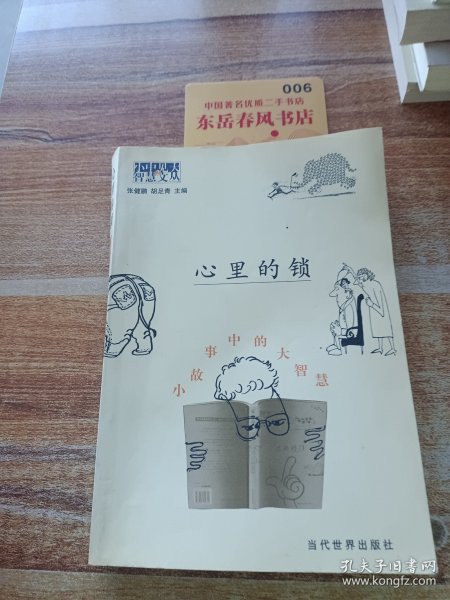 006
中国著名优质二手书店
东岳春风书店
智慧文丛
张健鹏 胡足青 主编
心里的锁
小故事中的大智慧
当代世界出版社
孔夫子旧书网
www.kongfz.com